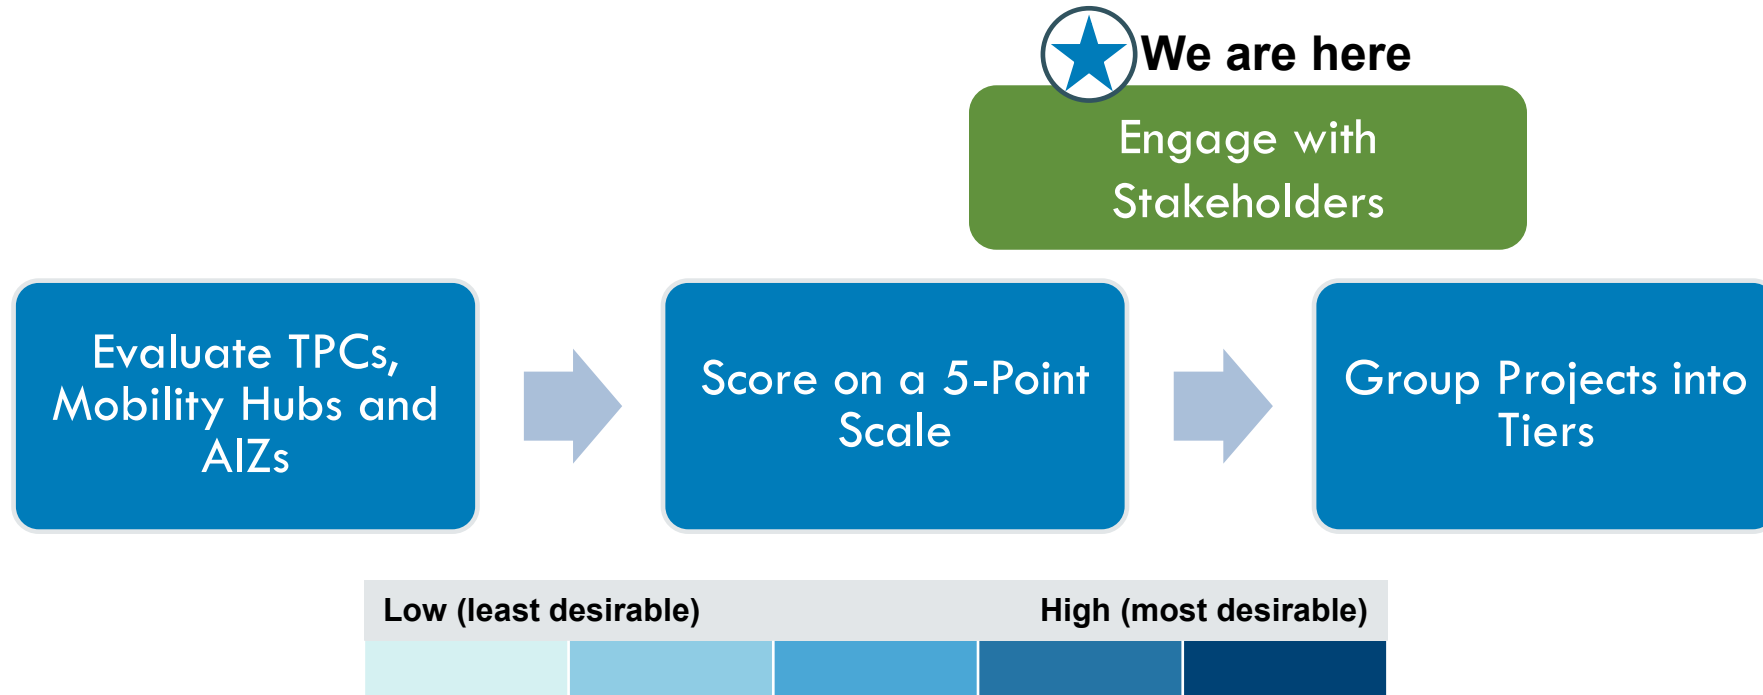 We are here
Engage with
Stakeholders
Evaluate TPCs,
Mobility Hubs and
AIZs
Score on a 5-Point
Scale
Group Projects into
Tiers
Low (least desirable)
High (most desirable)